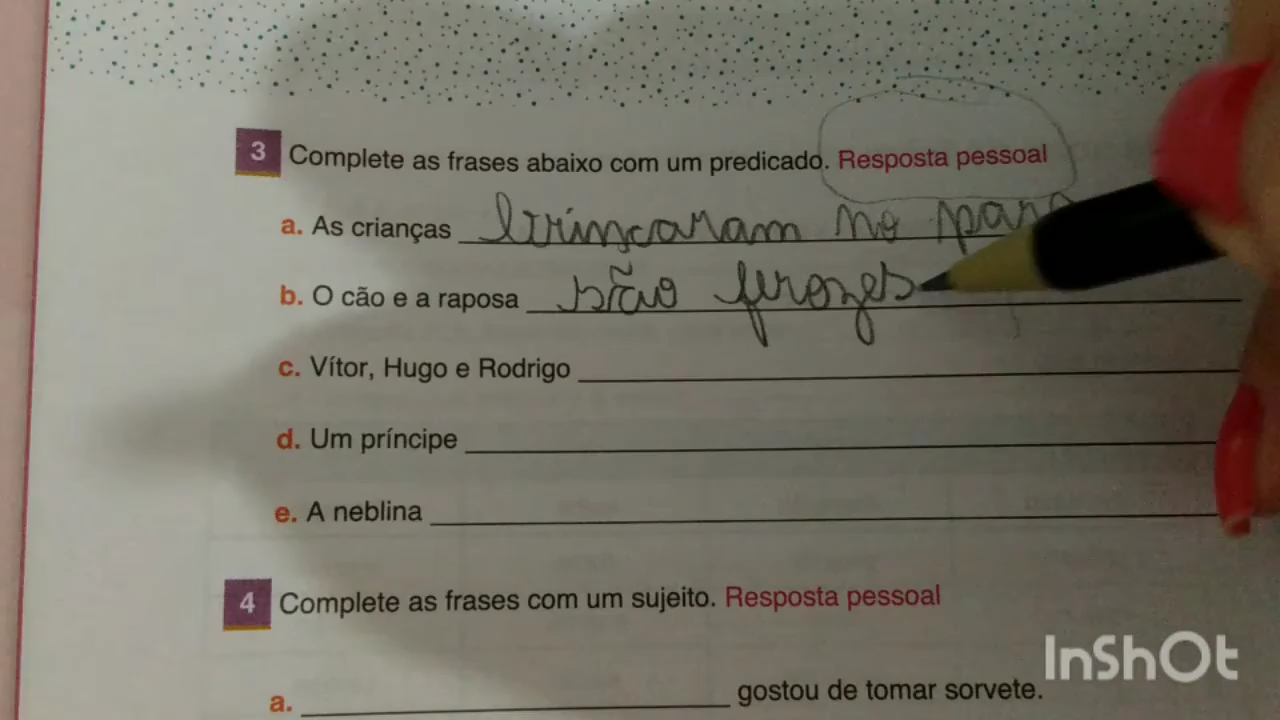 3 Complete as frases abaixo com um predicado. Resposta pessoal
a. As crianças brincaram no
b. O cão e a raposa são ferozes
c. Vítor, Hugo e Rodrigo
d. Um príncipe
e. A neblina
4 Complete as frases com um sujeito. Resposta pessoal
a. gostou de tomar sorvete.
InShOt